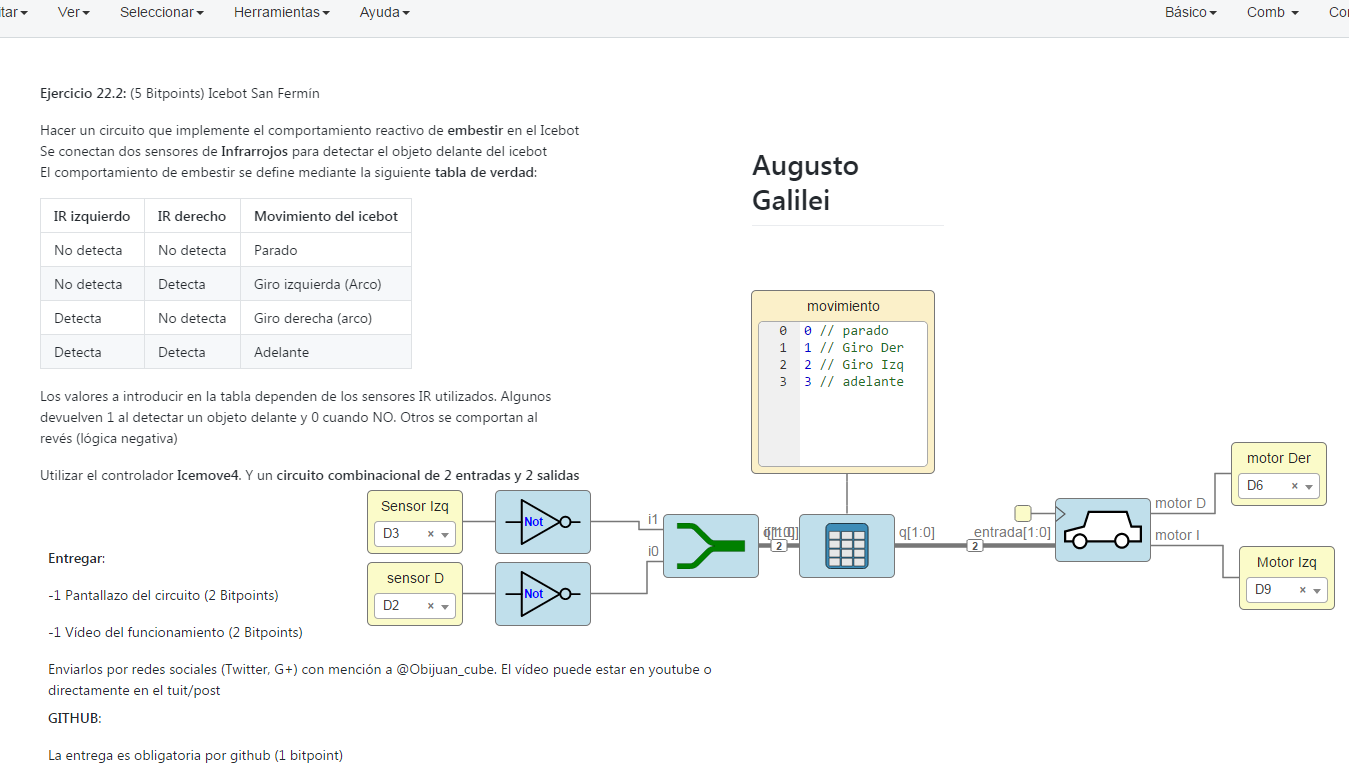 tar
Ver
Seleccionar
Herramientas
Ayuda
Básico
Comb
Co
Ejercicio 22.2: (5 Bitpoints) Icebot San Fermín
Hacer un circuito que implemente el comportamiento reactivo de embestir en el Icebot
Se conectan dos sensores de Infrarrojos para detectar el objeto delante del icebot
El comportamiento de embestir se define mediante la siguiente tabla de verdad:
IR izquierdo IR derecho Movimiento del icebot
No detecta No detecta Parado
No detecta Detecta Giro izquierda (Arco)
Detecta No detecta Giro derecha (arco)
Detecta Detecta Adelante
Los valores a introducir en la tabla dependen de los sensores IR utilizados. Algunos
devuelven 1 al detectar un objeto delante y 0 cuando NO. Otros se comportan al
revés (lógica negativa)
Utilizar el controlador Icemove4. Y un circuito combinacional de 2 entradas y 2 salidas
Augusto
Galilei
movimiento
0 0 // parado
1 1 // Giro Der
2 2 // Giro Izq
3 3 // adelante
Sensor Izq
D3 ×
Not
sensor D
D2 ×
Not
i1
i0
2
q[1:0]
entrada[1:0]
2
motor D
motor I
motor Der
D6 ×
Motor Izq
D9 ×
Entregar:
-1 Pantallazo del circuito (2 Bitpoints)
-1 Vídeo del funcionamiento (2 Bitpoints)
Enviarlos por redes sociales (Twitter, G+) con mención a @Obijuan_cube. El vídeo puede estar en youtube o
directamente en el tuit/post
GITHUB:
La entrega es obligatoria por github (1 bitpoint)